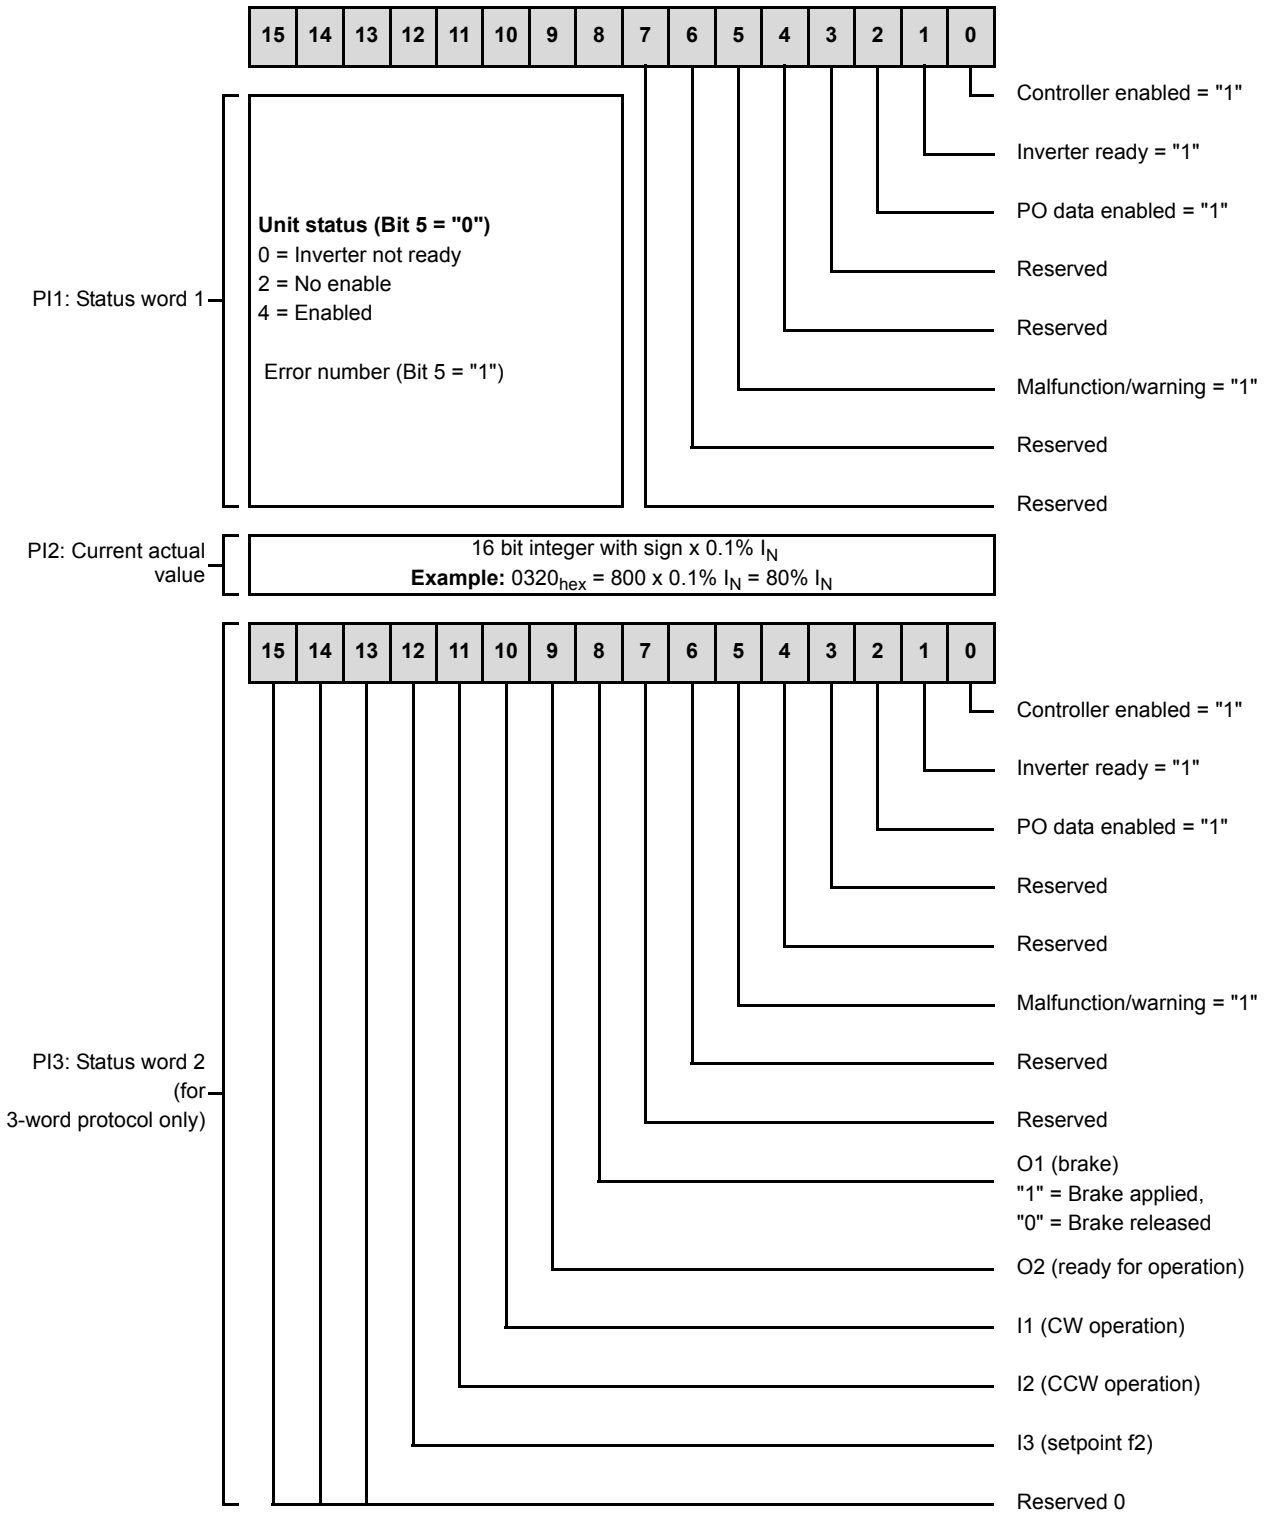 15 14 13 12 11 10 9 8 7 6 5 4 3 2 1 0
Controller enabled = "1"
Inverter ready = "1"
PO data enabled = "1"
Reserved
Reserved
Malfunction/warning = "1"
Reserved
Reserved
PI1: Status word 1
Unit status (Bit 5 = "0")
0 = Inverter not ready
2 = No enable
4 = Enabled
Error number (Bit 5 = "1")
PI2: Current actual
value
16 bit integer with sign x 0.1% IN
Example: 0320hex = 800 x 0.1% IN = 80% IN
15 14 13 12 11 10 9 8 7 6 5 4 3 2 1 0
Controller enabled = "1"
Inverter ready = "1"
PO data enabled = "1"
Reserved
Reserved
Malfunction/warning = "1"
Reserved
Reserved
PI3: Status word 2
(for
3-word protocol only)
O1 (brake)
"1" = Brake applied,
"0" = Brake released
O2 (ready for operation)
I1 (CW operation)
I2 (CCW operation)
I3 (setpoint f2)
Reserved 0